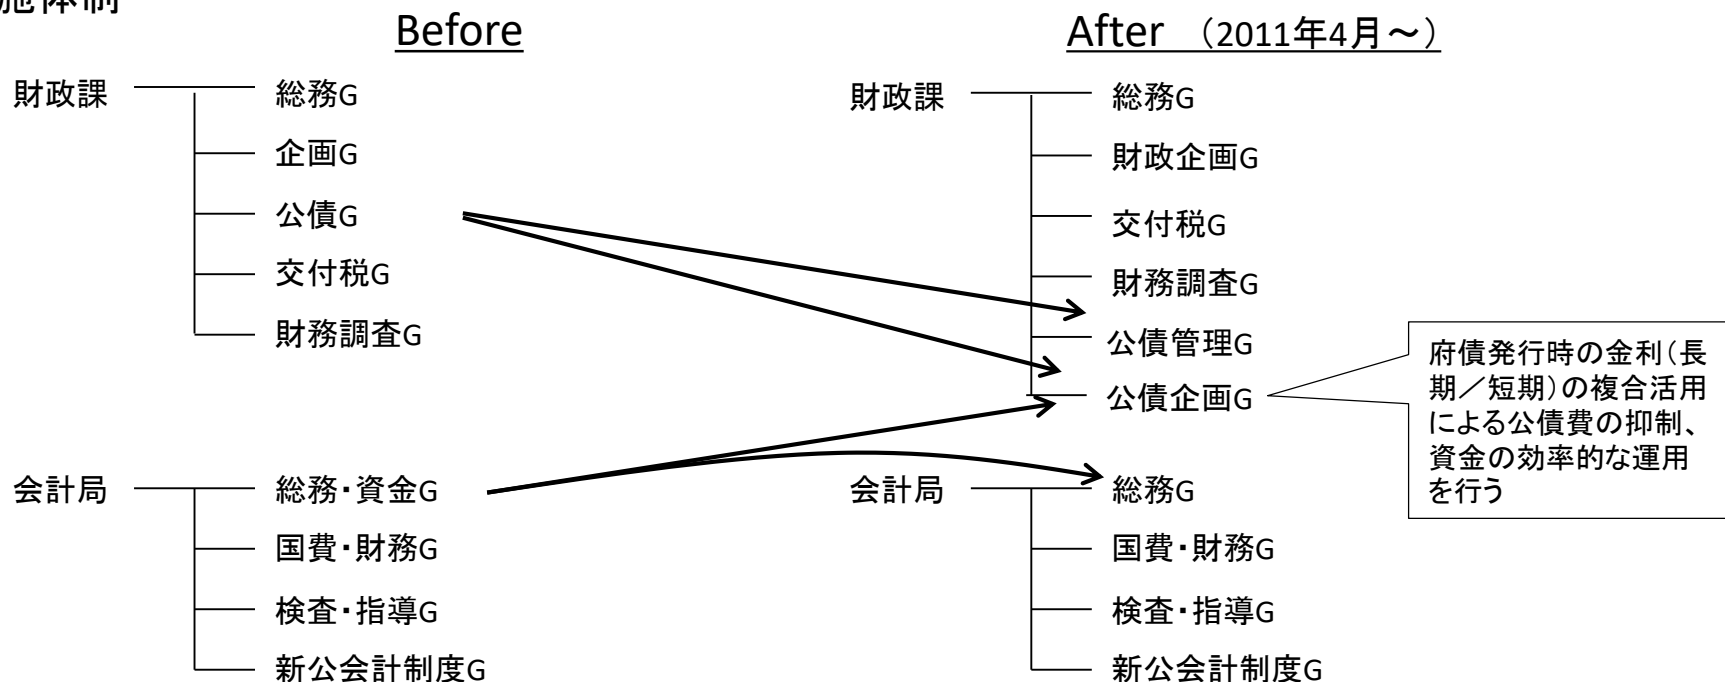 施体制
Before
After （2011年4月～）
財政課
総務G
企画G
公債G
交付税G
財務調査G
会計局
総務・資金G
国費・財務G
検査・指導G
新公会計制度G
財政課
総務G
財政企画G
交付税G
財務調査G
公債管理G
公債企画G
府債発行時の金利（長
期／短期）の複合活用
による公債費の抑制、
資金の効率的な運用
を行う
会計局
総務G
国費・財務G
検査・指導G
新公会計制度G